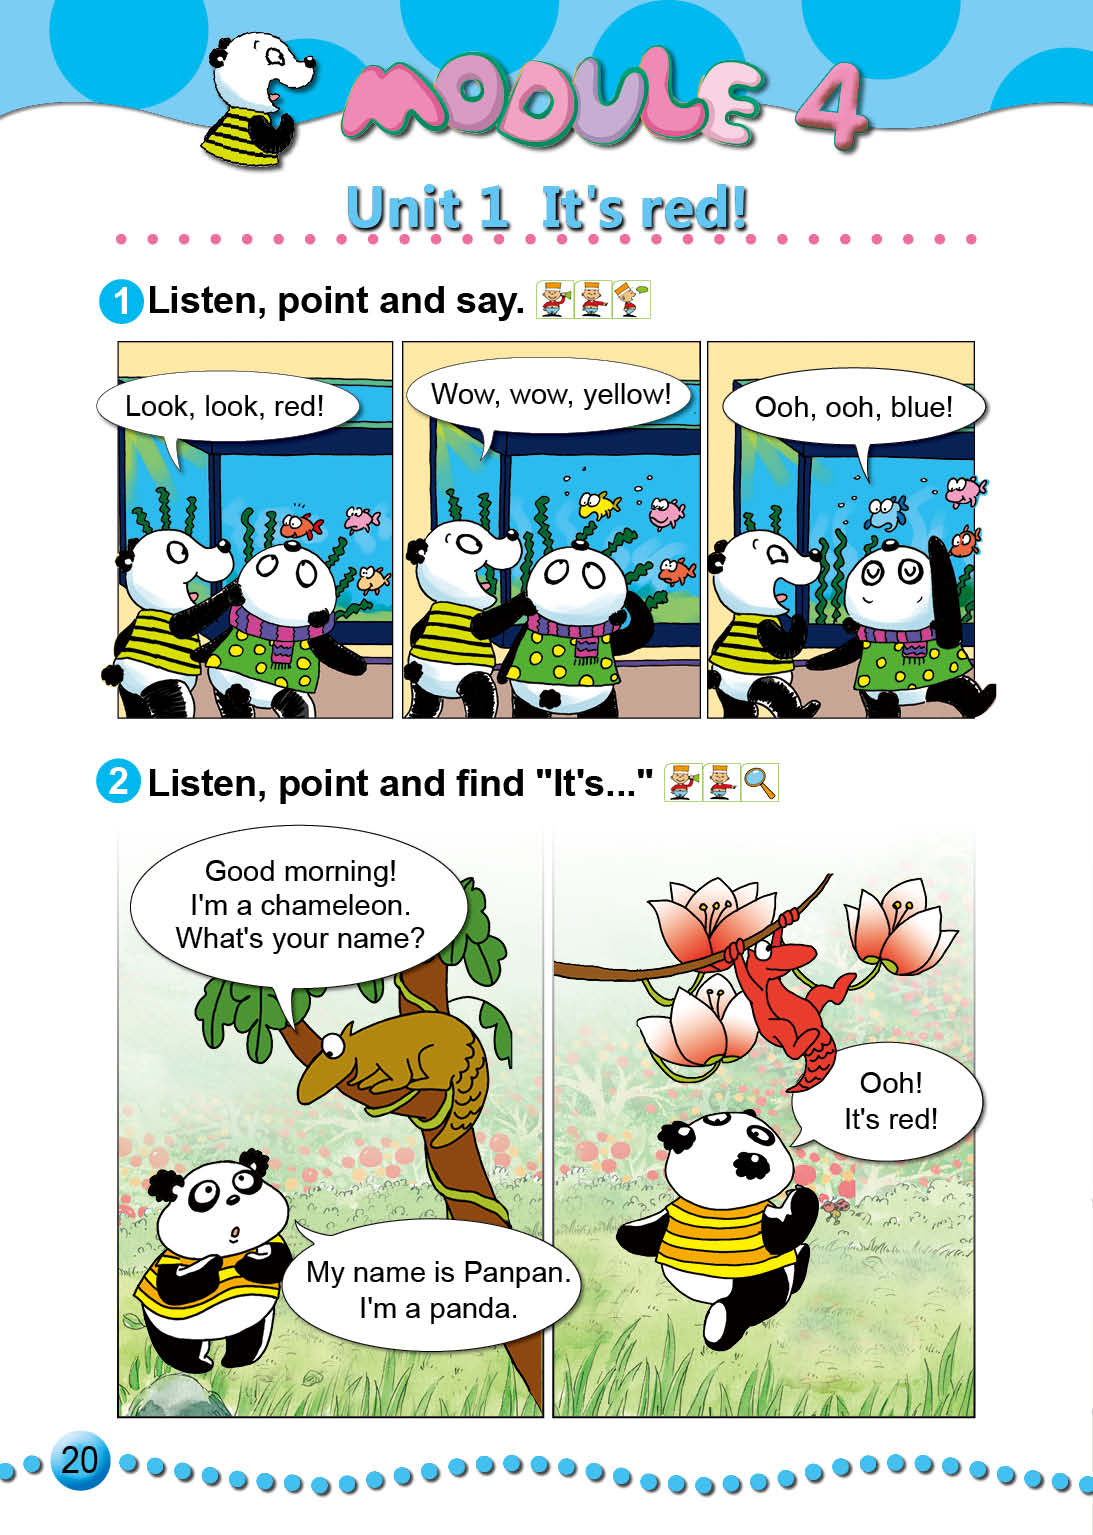 MODULE 4
Unit 1 It's red!
1 Listen, point and say.
Look, look, red!
Wow, wow, yellow!
Ooh, ooh, blue!
2 Listen, point and find "It's..."
Good morning!
I'm a chameleon.
What's your name?
My name is Panpan.
I'm a panda.
Ooh!
It's red!
20